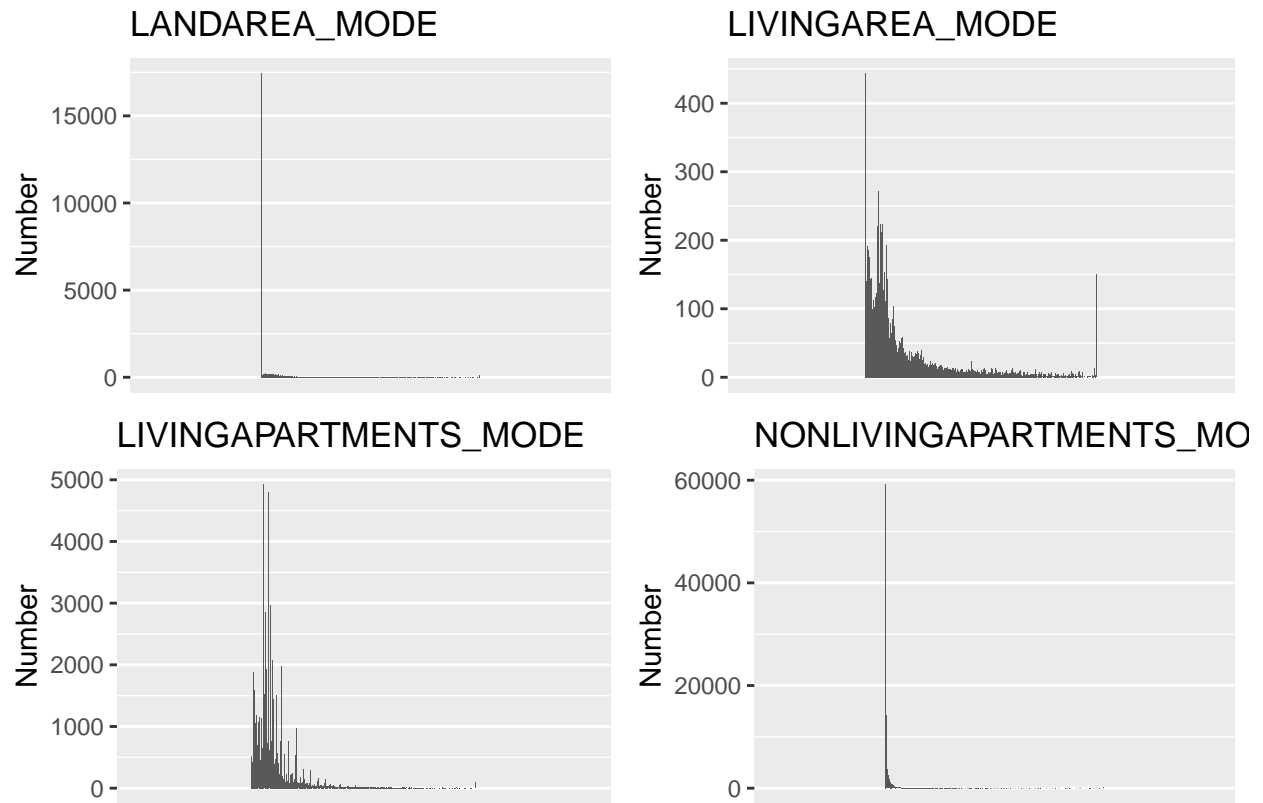 LANDAREA_MODE
Number
15000
10000
5000
0
LIVINGAREA_MODE
Number
400
300
200
100
0
LIVINGAPARTMENTS_MODE
Number
5000
4000
3000
2000
1000
0
NONLIVINGAPARTMENTS_MO
Number
60000
40000
20000
0